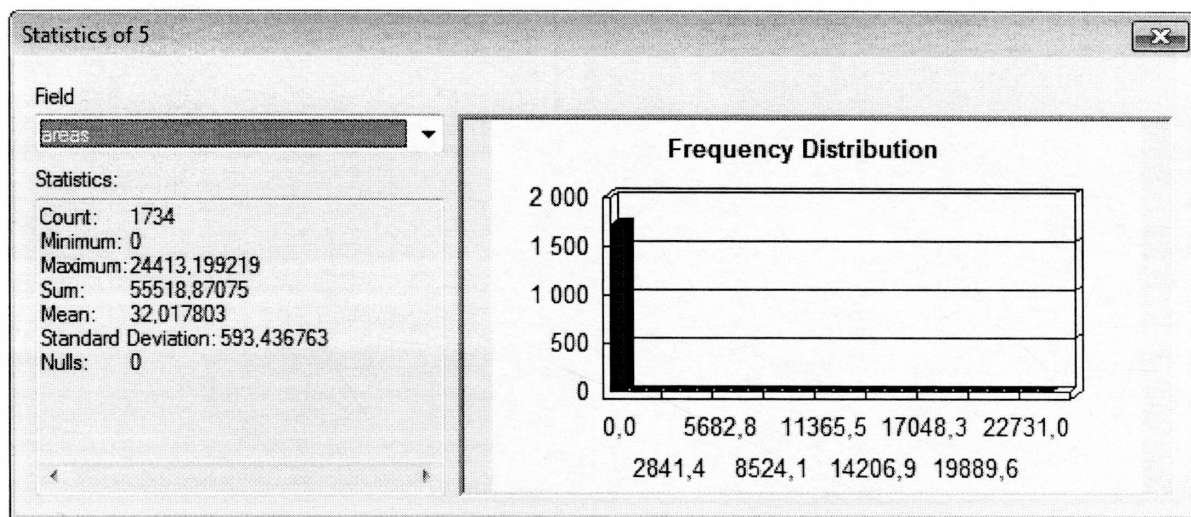 Statistics of 5
Field
areas
Statistics:
Count: 1734
Minimum: 0
Maximum: 24413,199219
Sum: 55518,87075
Mean: 32,017803
Standard Deviation: 593,436763
Nulls: 0
Frequency Distribution
2 000
1 500
1 000
500
0
0,0 5682,8 11365,5 17048,3 22731,0
2841,4 8524,1 14206,9 19889,6